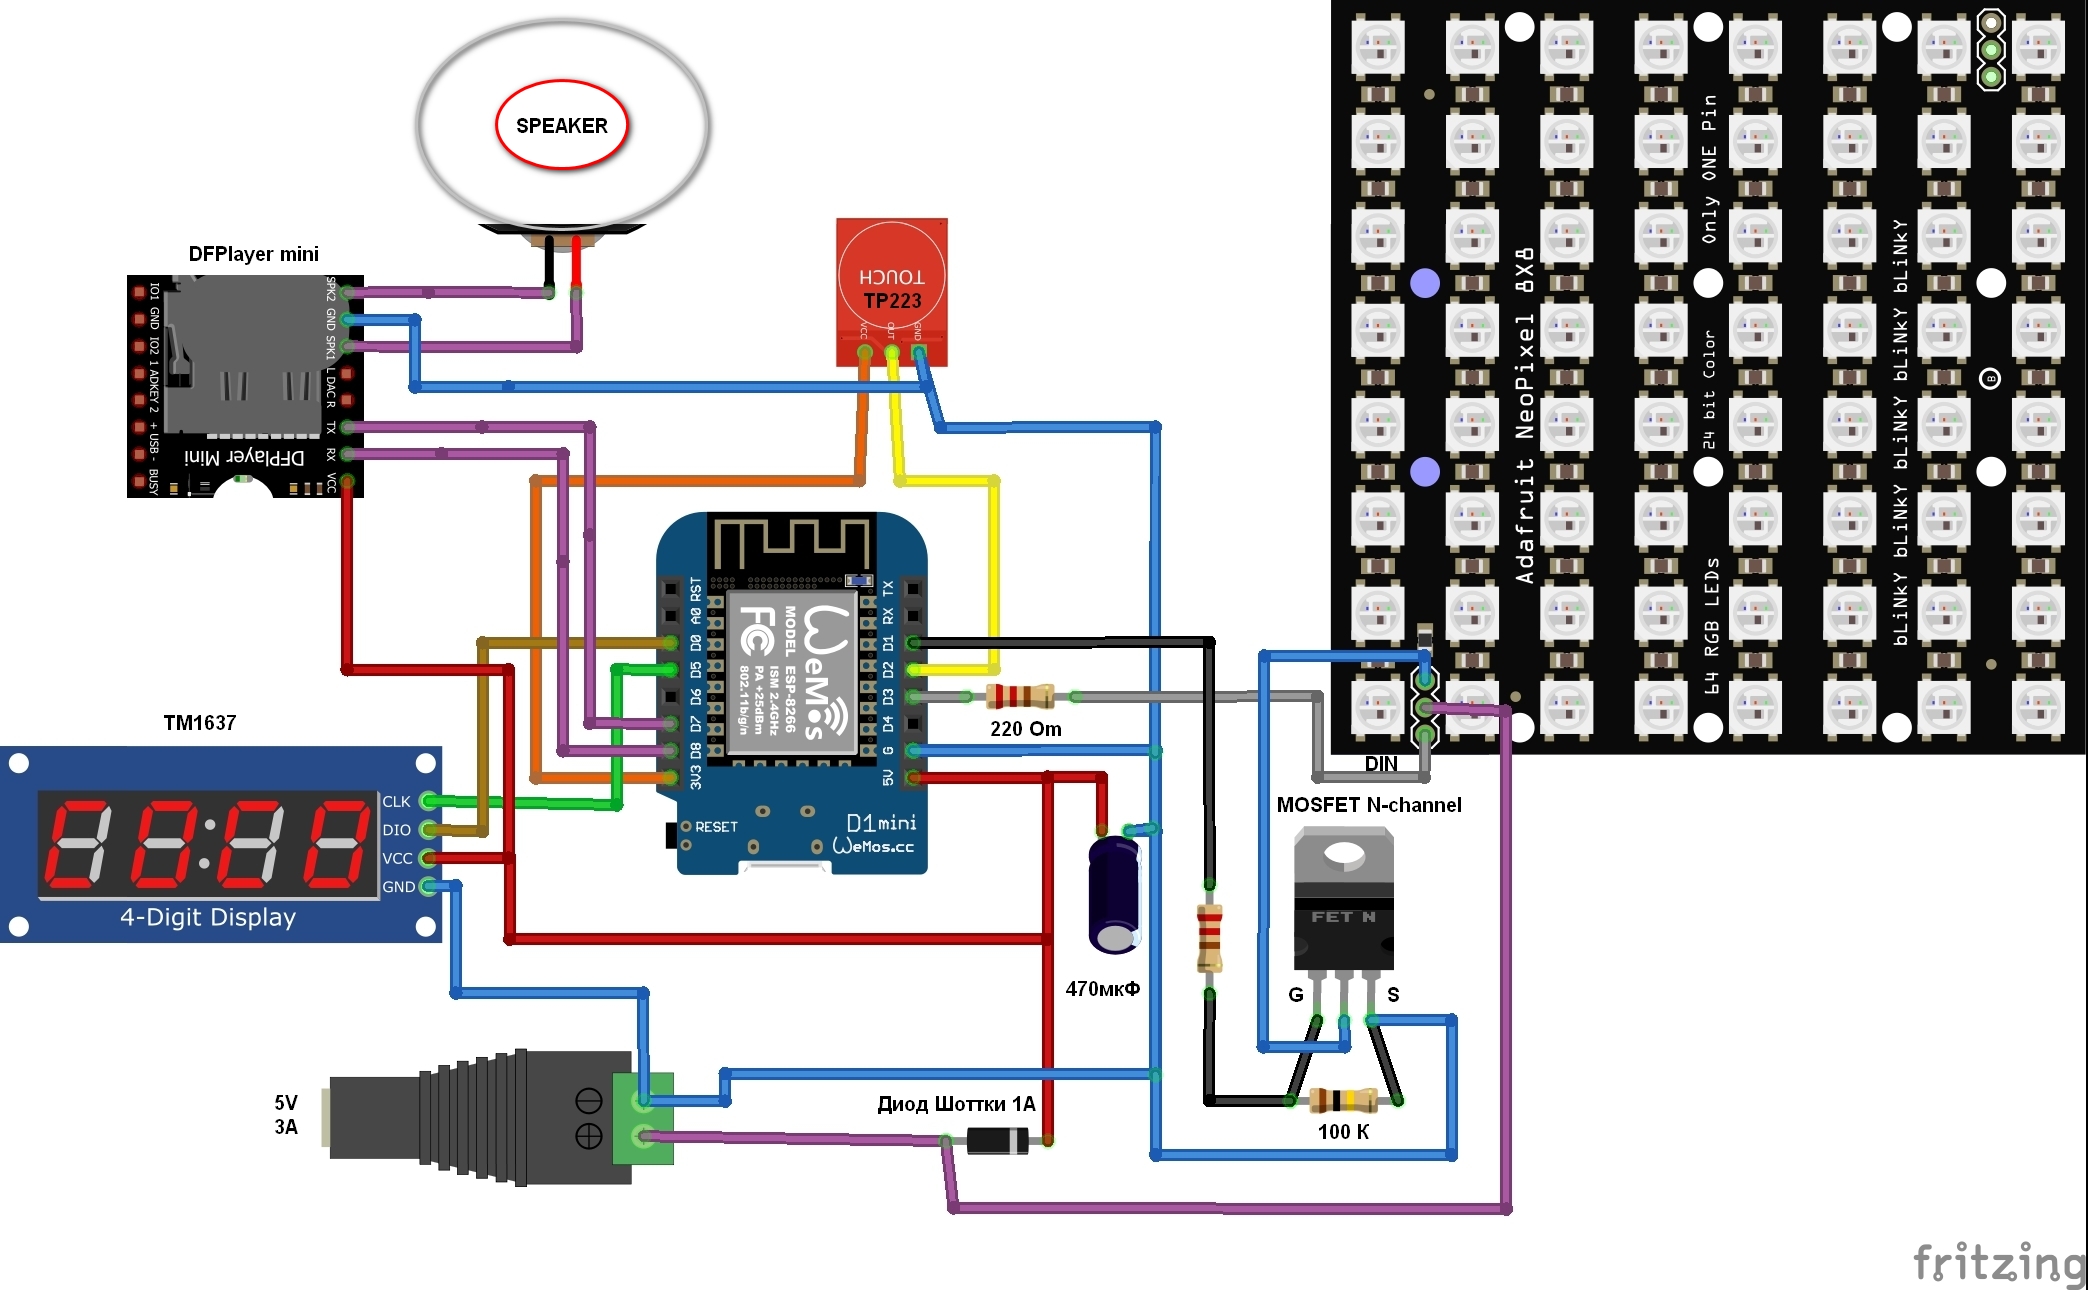 SPEAKER
DFPlayer mini
IO1 GND IO2 1 ADKEY 2 + USB - BUSY
SPK2 GND SPK1 L DAC R TX RX VCC
DFPlayer Mini
TOUCH
TP223
VCC OUT GND
Adafruit NeoPixel 8X8
Only ONE Pin
24 bit Color
64 RGB LEDs
bLiNkY bLiNkY bLiNkY bLiNkY bLiNkY
B
RST A0 D0 D5 D6 D7 D8 3V3
TX RX D1 D2 D3 D4 G 5V
WeMos
FC
MODEL ESP-8266
ISM 2.4GHz
PA +25dBm
802.11b/g/n
RESET
D1mini
WeMos.cc
220 Om
DIN
TM1637
CLK
DIO
VCC
GND
4-Digit Display
MOSFET N-channel
FET N
G S
470мкФ
100 К
5V
3A
Диод Шоттки 1А
fritzing